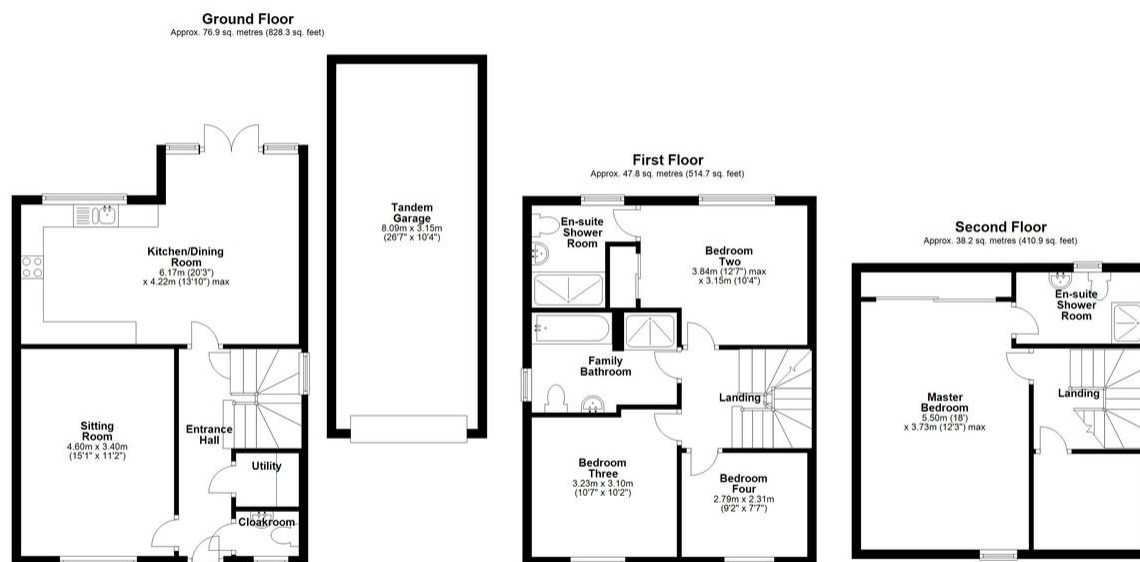 Ground Floor
Approx. 76.9 sq. metres (828.3 sq. feet)
Kitchen/Dining
Room
6.17m (20'3")
x 4.22m (13'10") max
Sitting
Room
4.60m x 3.40m
(15'1" x 11'2")
Entrance
Hall
Utility
Cloakroom
Tandem
Garage
8.09m x 3.15m
(26'7" x 10'4")
First Floor
Approx. 47.8 sq. metres (514.7 sq. feet)
En-suite
Shower
Room
Bedroom
Two
3.84m (12'7") max
x 3.15m (10'4")
Family
Bathroom
Landing
Bedroom
Three
3.23m x 3.10m
(10'7" x 10'2")
Bedroom
Four
2.79m x 2.31m
(9'2" x 7'7")
Second Floor
Approx. 38.2 sq. metres (410.9 sq. feet)
En-suite
Shower
Room
Master
Bedroom
5.50m (18')
x 3.73m (12'3") max
Landing